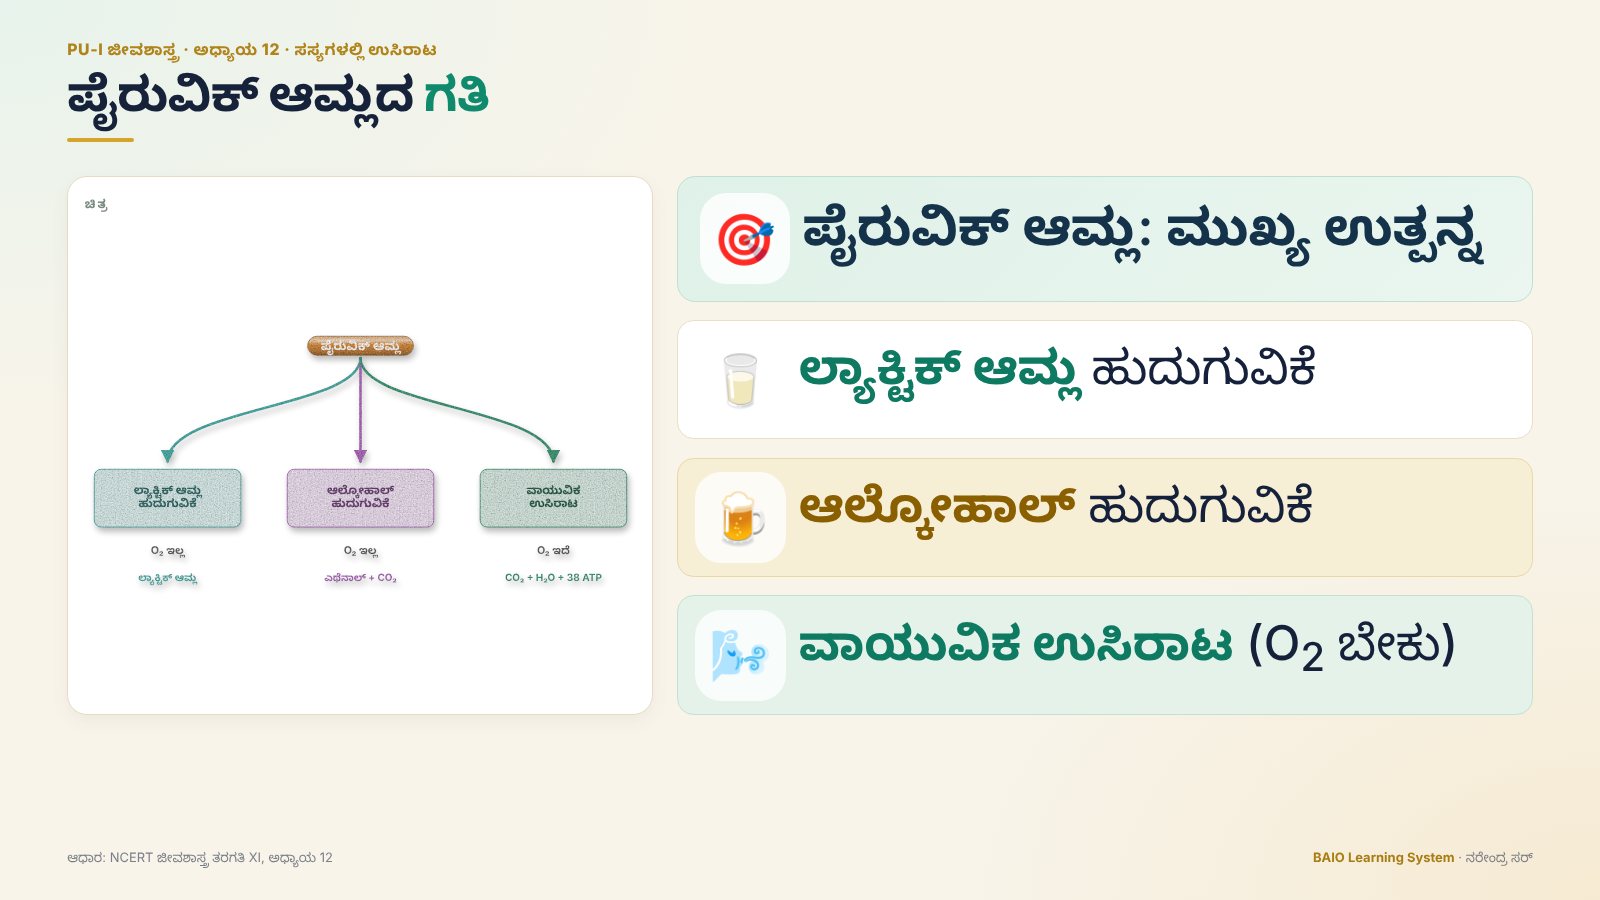 PU-I ಜೀವಶಾಸ್ತ್ರ · ಅಧ್ಯಾಯ 12 · ಸಸ್ಯಗಳಲ್ಲಿ ಉಸಿರಾಟ
ಪೈರುವಿಕ್ ಆಮ್ಲದ ಗತಿ
ಚಿತ್ರ
ಪೈರುವಿಕ್ ಆಮ್ಲ
ಲ್ಯಾಕ್ಟಿಕ್ ಆಮ್ಲ
ಹುದುಗುವಿಕೆ
ಆಲ್ಕೋಹಾಲ್
ಹುದುಗುವಿಕೆ
ವಾಯುವಿಕ
ಉಸಿರಾಟ
O₂ ಇಲ್ಲ
O₂ ಇಲ್ಲ
O₂ ಇದೆ
ಲ್ಯಾಕ್ಟಿಕ್ ಆಮ್ಲ
ಎಥೆನಾಲ್ + CO₂
CO₂ + H₂O + 38 ATP
ಪೈರುವಿಕ್ ಆಮ್ಲ: ಮುಖ್ಯ ಉತ್ಪನ್ನ
ಲ್ಯಾಕ್ಟಿಕ್ ಆಮ್ಲ ಹುದುಗುವಿಕೆ
ಆಲ್ಕೋಹಾಲ್ ಹುದುಗುವಿಕೆ
ವಾಯುವಿಕ ಉಸಿರಾಟ (O₂ ಬೇಕು)
ಆಧಾರ: NCERT ಜೀವಶಾಸ್ತ್ರ ತರಗತಿ XI, ಅಧ್ಯಾಯ 12
BAIO Learning System · ನರೇಂದ್ರ ಸರ್